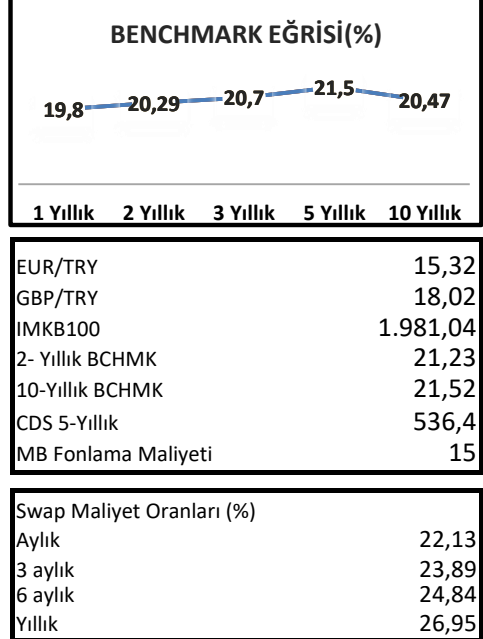 BENCHMARK EĞRİSİ(%)
19,8 20,29 20,7 21,5 20,47
1 Yıllık 2 Yıllık 3 Yıllık 5 Yıllık 10 Yıllık
EUR/TRY 15,32
GBP/TRY 18,02
IMKB100 1.981,04
2- Yıllık BCHMK 21,23
10-Yıllık BCHMK 21,52
CDS 5-Yıllık 536,4
MB Fonlama Maliyeti 15
Swap Maliyet Oranları (%)
Aylık 22,13
3 aylık 23,89
6 aylık 24,84
Yıllık 26,95